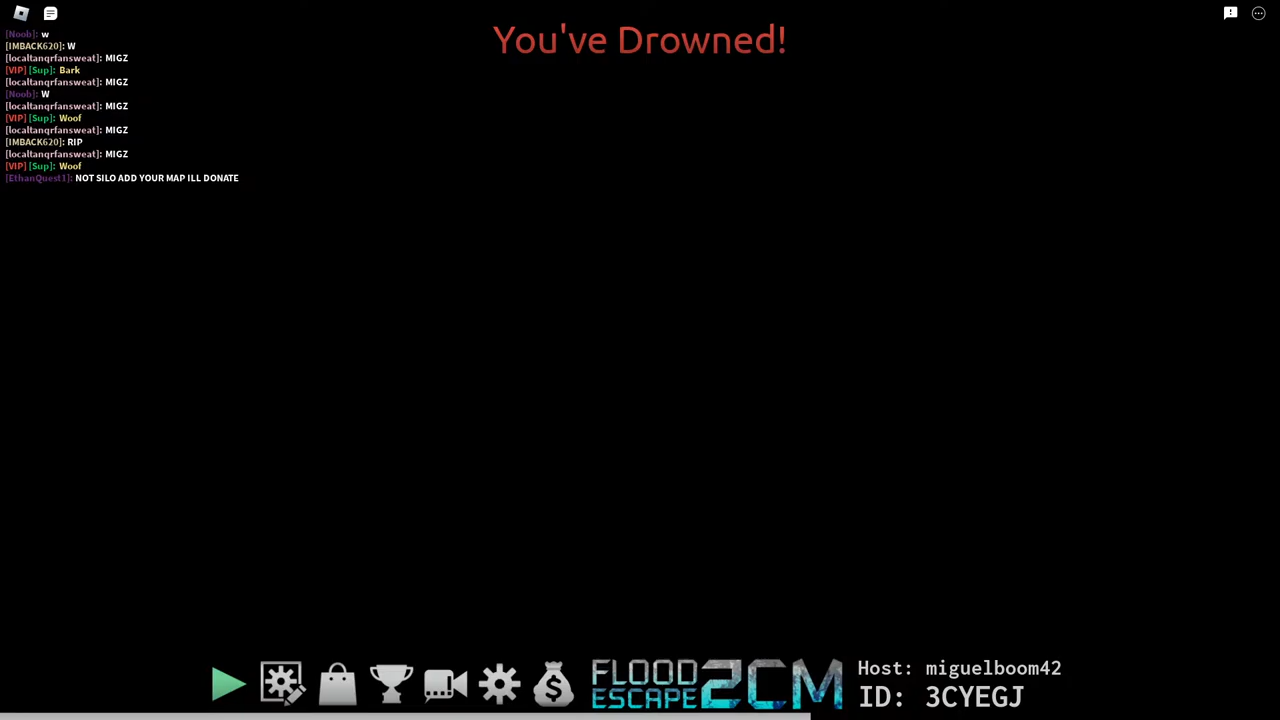 You've Drowned!
[Noob]: w
[IMBACK620]: W
[localtanqrfansweat]: MIGZ
[VIP] [Sup]: Bark
[localtanqrfansweat]: MIGZ
[Noob]: W
[localtanqrfansweat]: MIGZ
[VIP] [Sup]: Woof
[localtanqrfansweat]: MIGZ
[IMBACK620]: RIP
[localtanqrfansweat]: MIGZ
[VIP] [Sup]: Woof
[EthanQuest1]: NOT SILO ADD YOUR MAP ILL DONATE
FLOOD
ESCAPE 2CM
Host: miguelboom42
ID: 3CYEGJ